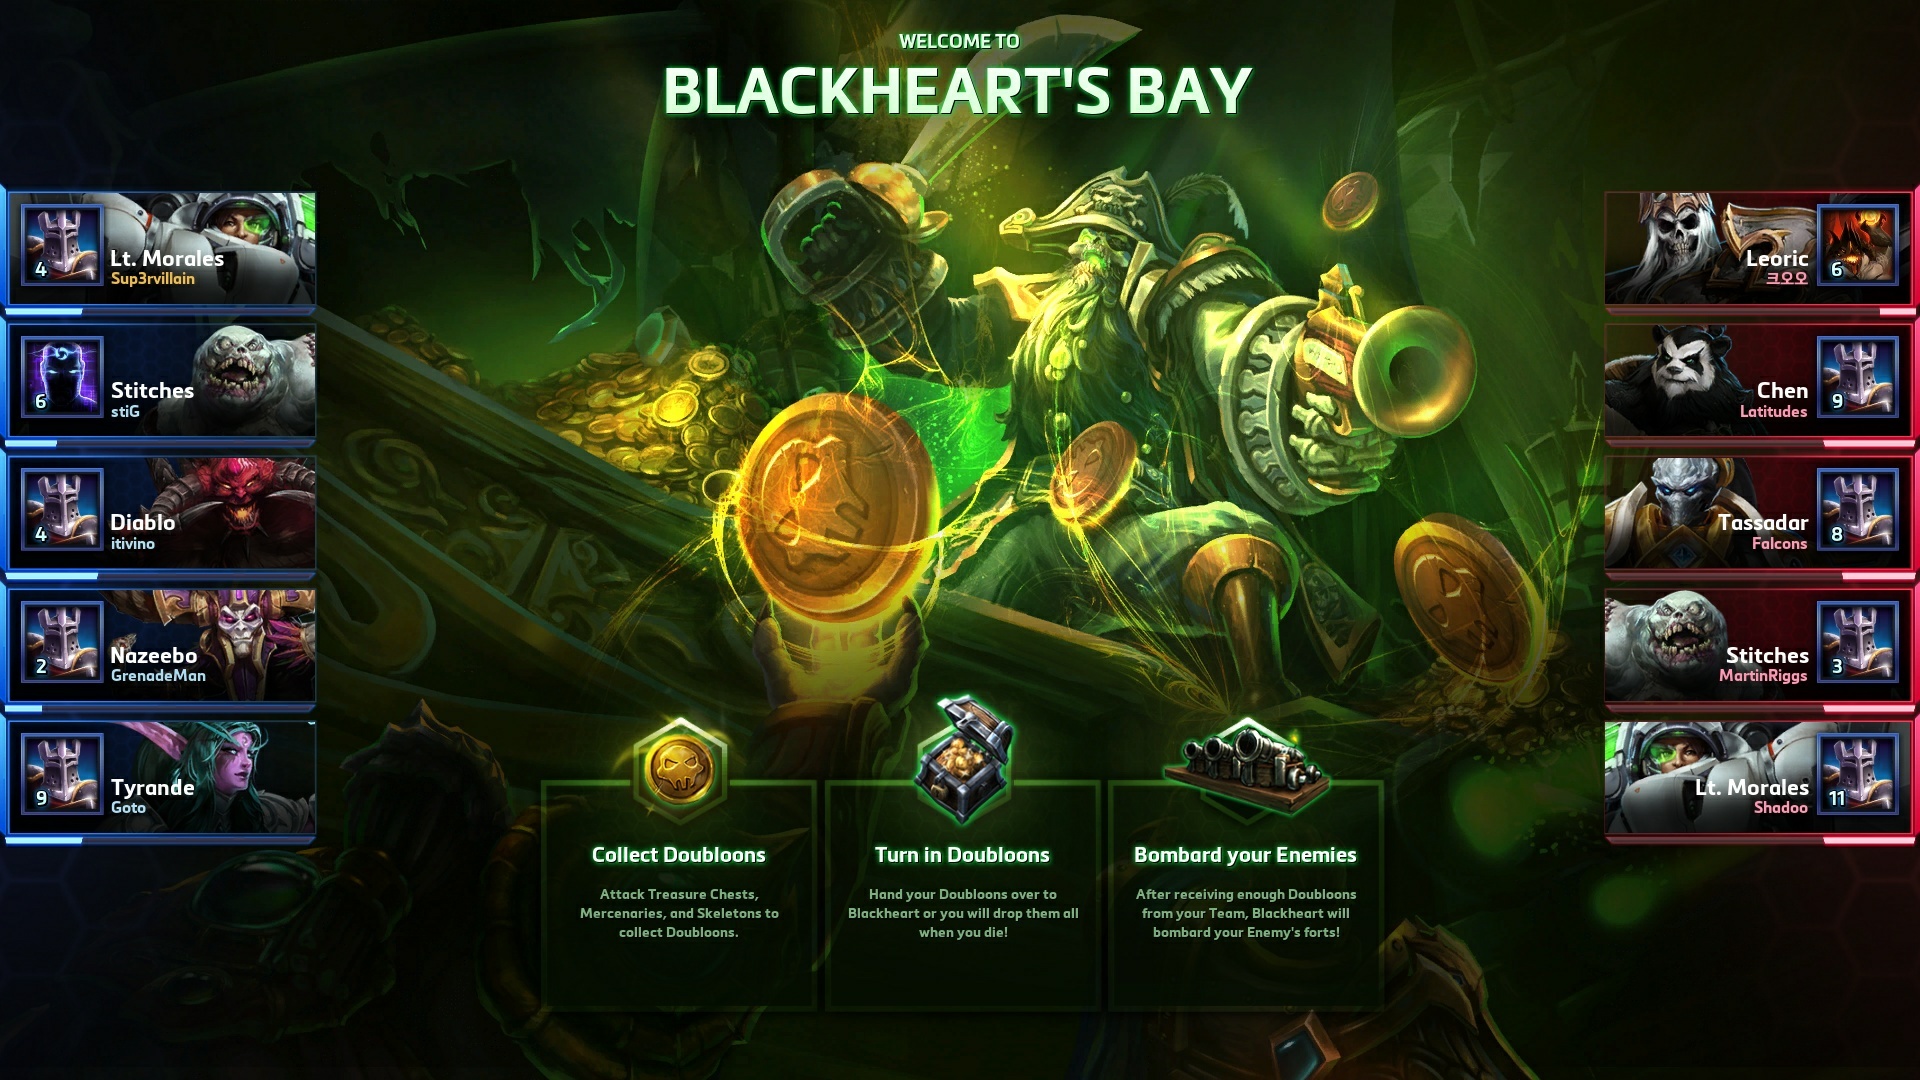 WELCOME TO
BLACKHEART'S BAY
4
Lt. Morales
Sup3rvillain
6
Stitches
stiG
4
Diablo
itivino
2
Nazeebo
GrenadeMan
9
Tyrande
Goto
Leoric
크오오
6
Chen
Latitudes
9
Tassadar
Falcons
8
Stitches
MartinRiggs
3
Lt. Morales
Shadoo
11
Collect Doubloons
Attack Treasure Chests,
Mercenaries, and Skeletons to
collect Doubloons.
Turn in Doubloons
Hand your Doubloons over to
Blackheart or you will drop them all
when you die!
Bombard your Enemies
After receiving enough Doubloons
from your Team, Blackheart will
bombard your Enemy's forts!